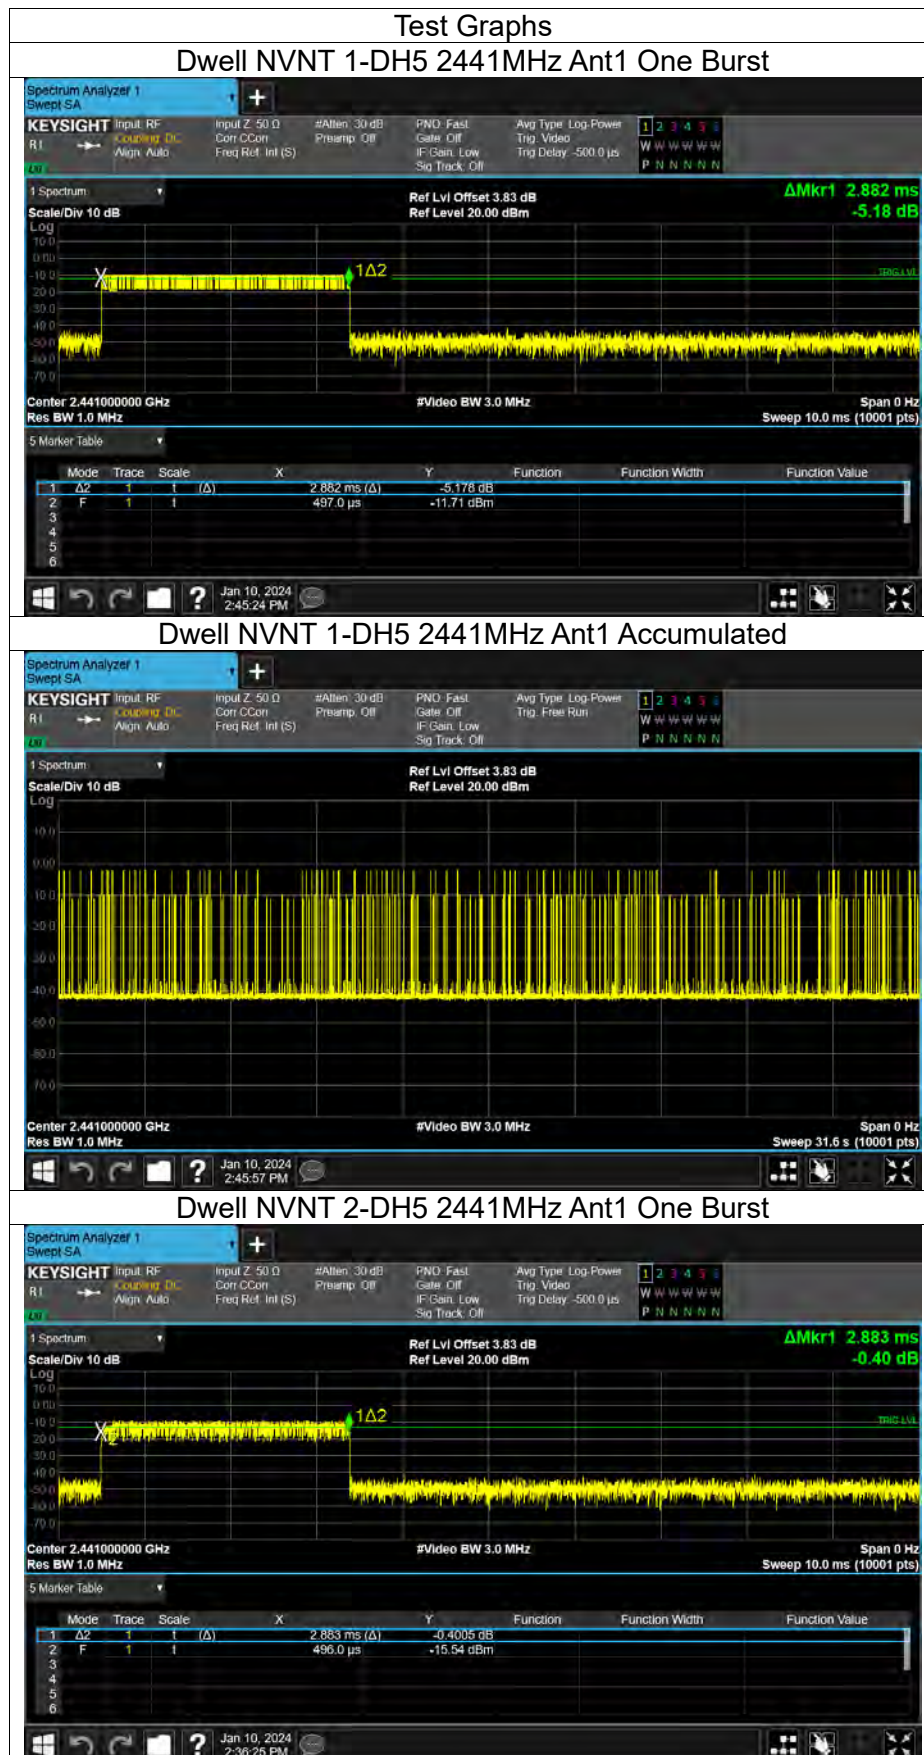 Test Graphs
Dwell NVNT 1-DH5 2441MHz Ant1 One Burst
Spectrum Analyzer 1
Swept SA
+
KEYSIGHT Input: RF Input Z: 50 Ω #Atten: 30 dB PNO: Fast Avg Type: Log-Power 1 2 3 4 5 6
Coupling: DC Corr CCorr Preamp: Off Gate: Off Trig: Video W W W W W W
Align: Auto Freq Ref: Int (S) IF Gain: Low Trig Delay: -500.0 µs
Sig Track: Off P N N N N N
1 Spectrum Ref Lvl Offset 3.83 dB ΔMkr1 2.882 ms
Scale/Div 10 dB Ref Level 20.00 dBm -5.18 dB
Log
1Δ2
TRIG LVL
Center 2.441000000 GHz #Video BW 3.0 MHz Span 0 Hz
Res BW 1.0 MHz Sweep 10.0 ms (10001 pts)
5 Marker Table
Mode Trace Scale X Y Function Function Width Function Value
1 Δ2 1 t (Δ) 2.882 ms (Δ) -5.178 dB
2 F 1 t 497.0 µs -11.71 dBm
3
4
5
6
? Jan 10, 2024
2:45:24 PM
Dwell NVNT 1-DH5 2441MHz Ant1 Accumulated
Spectrum Analyzer 1
Swept SA
+
KEYSIGHT Input: RF Input Z: 50 Ω #Atten: 30 dB PNO: Fast Avg Type: Log-Power 1 2 3 4 5 6
Coupling: DC Corr CCorr Preamp: Off Gate: Off Trig: Free Run W W W W W W
Align: Auto Freq Ref: Int (S) IF Gain: Low
Sig Track: Off P N N N N N
1 Spectrum Ref Lvl Offset 3.83 dB
Scale/Div 10 dB Ref Level 20.00 dBm
Log
10.0
0.00
-10.0
-20.0
-30.0
-40.0
-50.0
-60.0
-70.0
Center 2.441000000 GHz #Video BW 3.0 MHz Span 0 Hz
Res BW 1.0 MHz Sweep 31.6 s (10001 pts)
? Jan 10, 2024
2:45:57 PM
Dwell NVNT 2-DH5 2441MHz Ant1 One Burst
Spectrum Analyzer 1
Swept SA
+
KEYSIGHT Input: RF Input Z: 50 Ω #Atten: 30 dB PNO: Fast Avg Type: Log-Power 1 2 3 4 5 6
Coupling: DC Corr CCorr Preamp: Off Gate: Off Trig: Video W W W W W W
Align: Auto Freq Ref: Int (S) IF Gain: Low Trig Delay: -500.0 µs
Sig Track: Off P N N N N N
1 Spectrum Ref Lvl Offset 3.83 dB ΔMkr1 2.883 ms
Scale/Div 10 dB Ref Level 20.00 dBm -0.40 dB
Log
1Δ2
TRIG LVL
Center 2.441000000 GHz #Video BW 3.0 MHz Span 0 Hz
Res BW 1.0 MHz Sweep 10.0 ms (10001 pts)
5 Marker Table
Mode Trace Scale X Y Function Function Width Function Value
1 Δ2 1 t (Δ) 2.883 ms (Δ) -0.4005 dB
2 F 1 t 496.0 µs -15.54 dBm
3
4
5
6
? Jan 10, 2024
2:36:25 PM